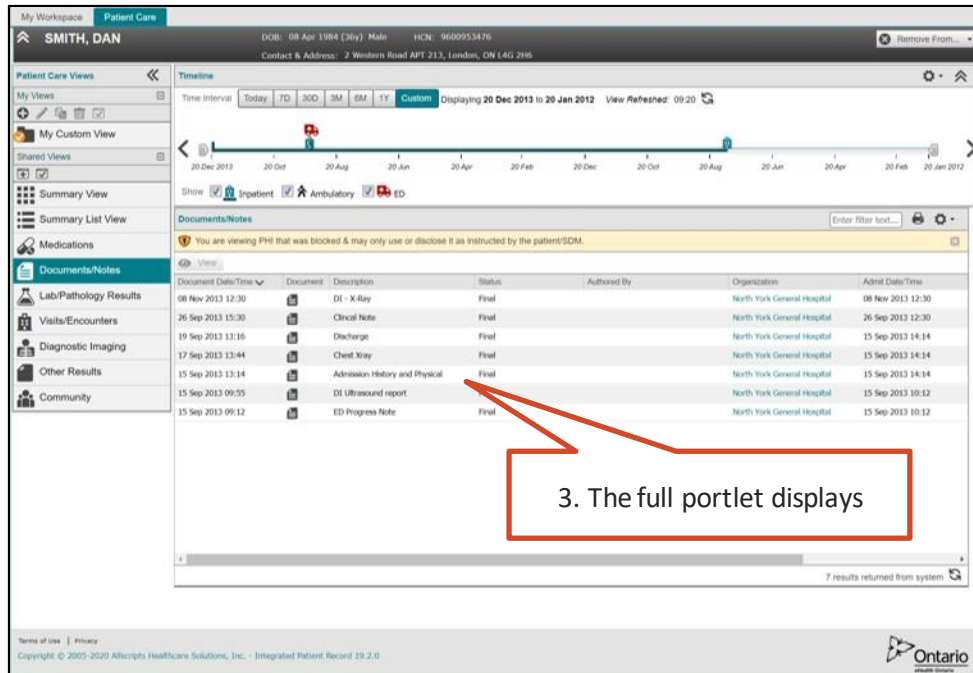 My Workspace Patient Care
SMITH, DAN DOB: 08 Apr 1984 (36y) Male HCN: 9600953476 Remove From...
Contact & Address: 2 Western Road APT 213, London, ON L4G 2H6
Patient Care Views
My Views
My Custom View
Shared Views
Summary View
Summary List View
Medications
Documents/Notes
Lab/Pathology Results
Visits/Encounters
Diagnostic Imaging
Other Results
Community
Timeline
Time Interval Today 7D 30D 3M 6M 1Y Custom Displaying 20 Dec 2013 to 20 Jan 2012 View Refreshed: 09:20
20 Dec 2013 20 Oct 20 Aug 20 Jun 20 Apr 20 Feb 20 Dec 20 Oct 20 Aug 20 Jun 20 Apr 20 Feb 20 Jan 2012
Show Inpatient Ambulatory ED
Documents/Notes Enter filter text...
You are viewing PHI that was blocked & may only use or disclose it as instructed by the patient/SDM.
View
Document Date/Time Document Description Status Authored By Organization Admit Date/Time
08 Nov 2013 12:30 DI - X-Ray Final North York General Hospital 08 Nov 2013 12:30
26 Sep 2013 15:30 Clincal Note Final North York General Hospital 26 Sep 2013 12:30
19 Sep 2013 13:16 Discharge Final North York General Hospital 15 Sep 2013 14:14
17 Sep 2013 13:44 Chest Xray Final North York General Hospital 15 Sep 2013 14:14
15 Sep 2013 13:14 Admission History and Physical Final North York General Hospital 15 Sep 2013 14:14
15 Sep 2013 09:55 DI Ultrasound report North York General Hospital 15 Sep 2013 10:12
15 Sep 2013 09:12 ED Progress Note Final North York General Hospital 15 Sep 2013 10:12
3. The full portlet displays
7 results returned from system
Terms of Use | Privacy
Copyright © 2005-2020 Allscripts Healthcare Solutions, Inc. - Integrated Patient Record 19.2.0
Ontario
eHealth Ontario